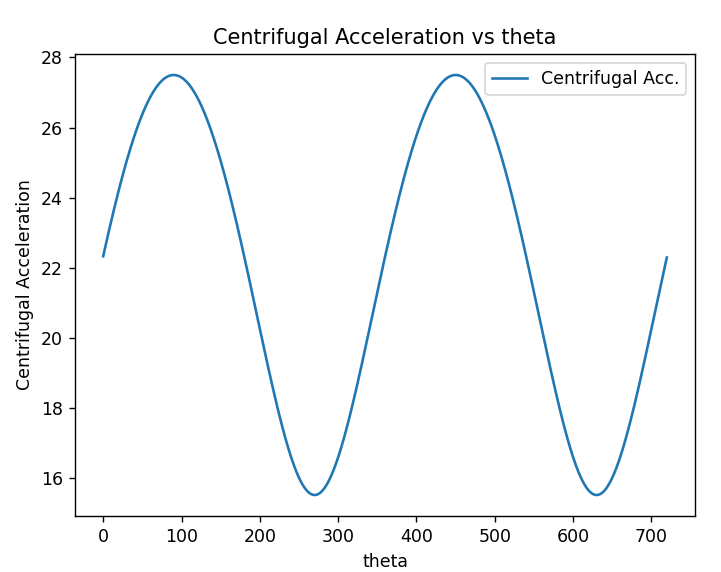 Centrifugal Acceleration vs theta
Centrifugal Acc.
Centrifugal Acceleration
28
26
24
22
20
18
16
0 100 200 300 400 500 600 700
theta